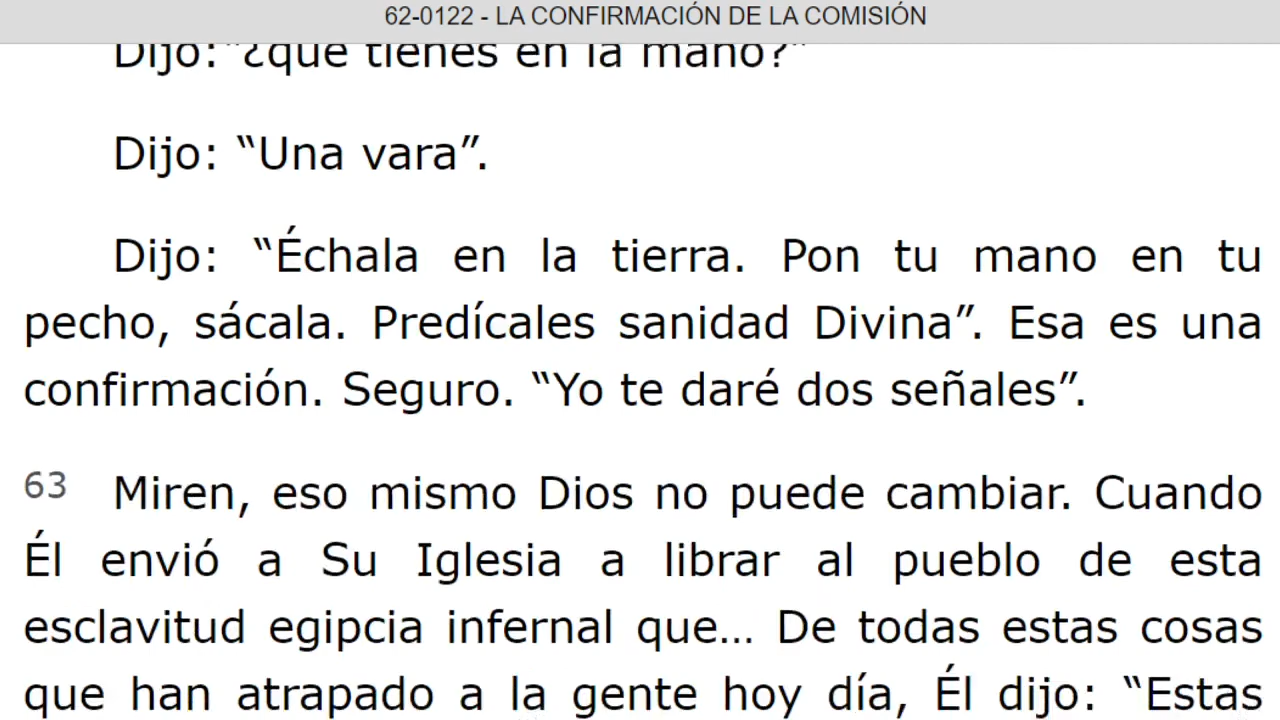 62-0122 - LA CONFIRMACIÓN DE LA COMISIÓN
Dijo: “¿qué tienes en la mano?”
Dijo: “Una vara”.
Dijo: “Échala en la tierra. Pon tu mano en tu
pecho, sácala. Predícales sanidad Divina”. Esa es una
confirmación. Seguro. “Yo te daré dos señales”.
63 Miren, eso mismo Dios no puede cambiar. Cuando
Él envió a Su Iglesia a librar al pueblo de esta
esclavitud egipcia infernal que… De todas estas cosas
que han atrapado a la gente hoy día, Él dijo: “Estas